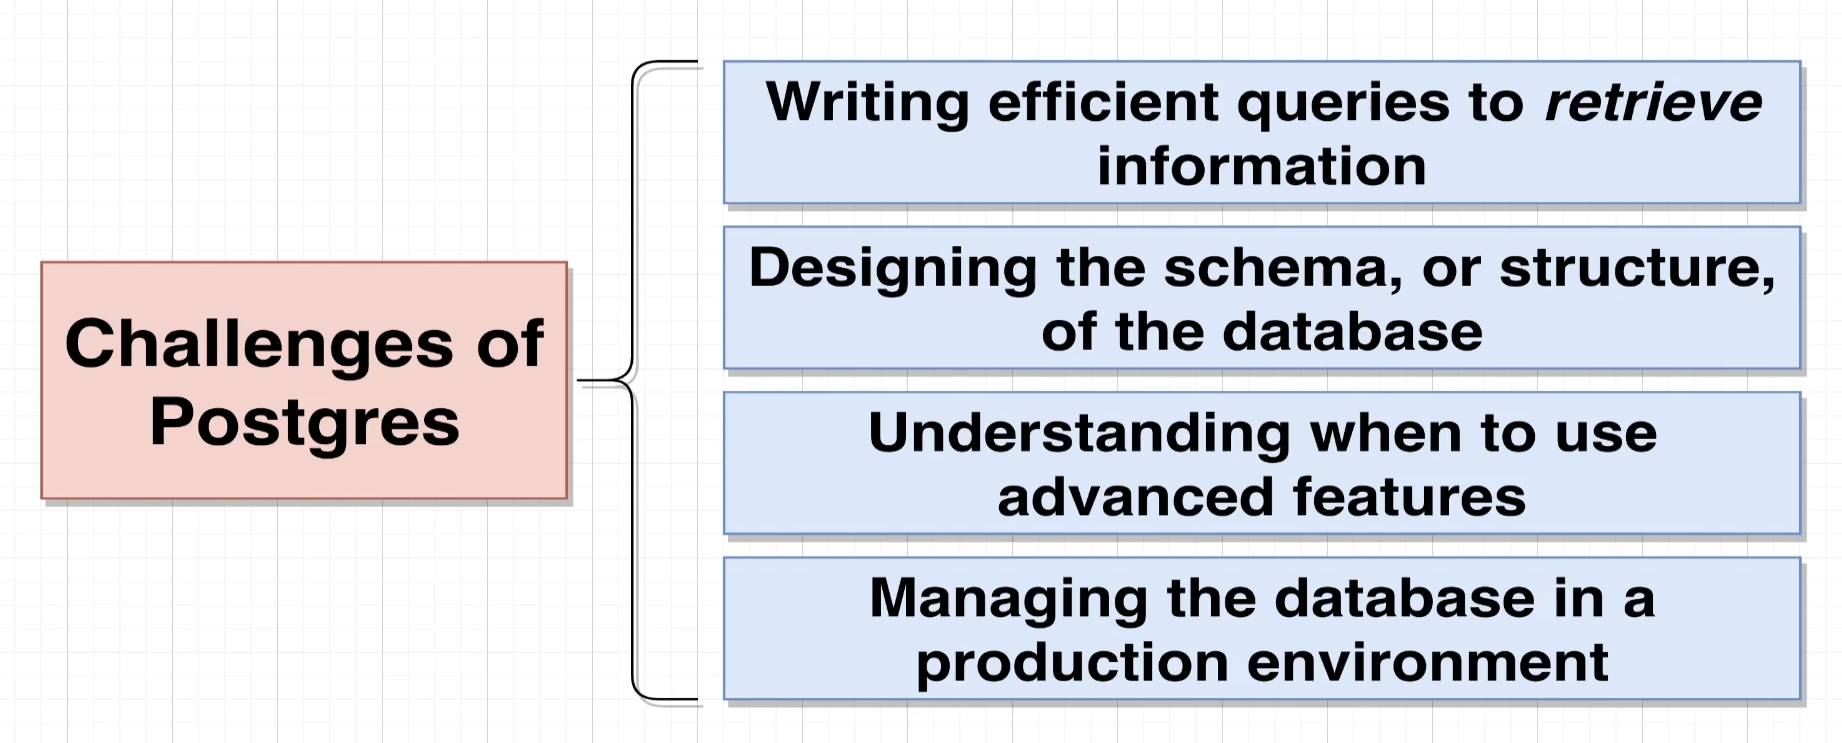 Challenges of
Postgres
Writing efficient queries to retrieve
information
Designing the schema, or structure,
of the database
Understanding when to use
advanced features
Managing the database in a
production environment